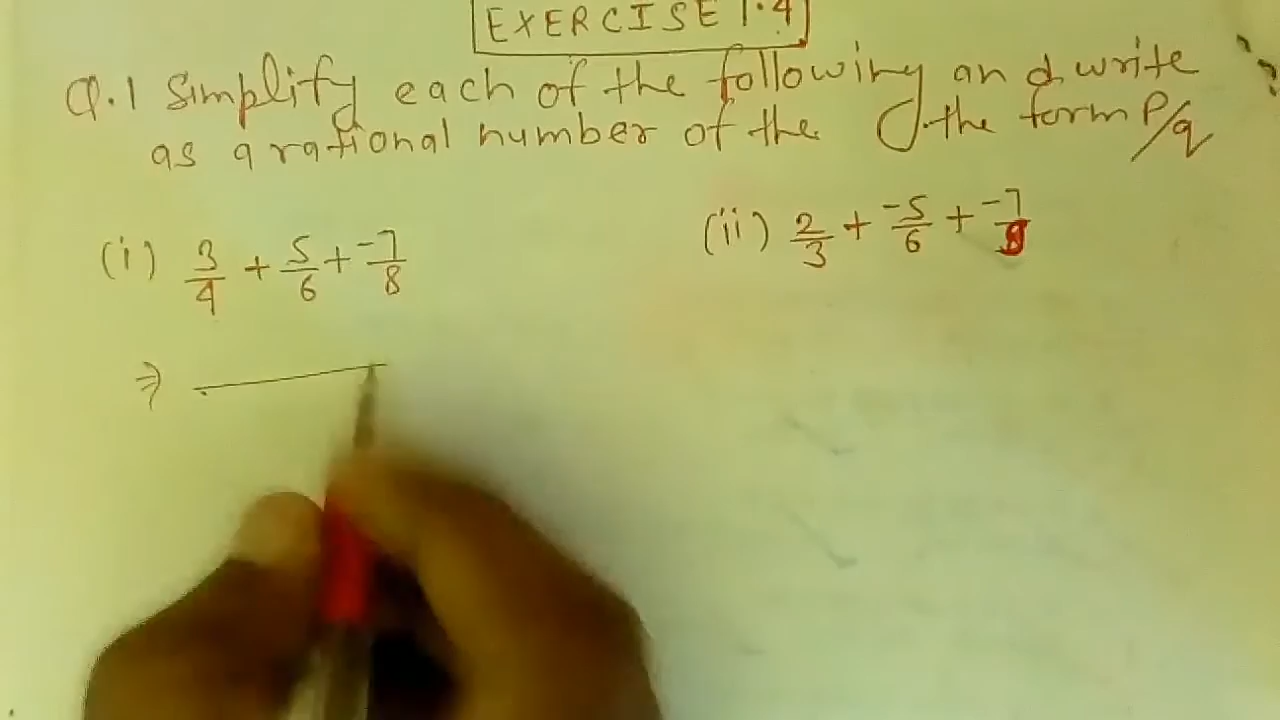 EXERCISE 1.4
Q.1 Simplify each of the following and write
as a rational number of the the form P/q
(i) 3/4 + 5/6 + -7/8
(ii) 2/3 + -5/6 + -7/9
⇒